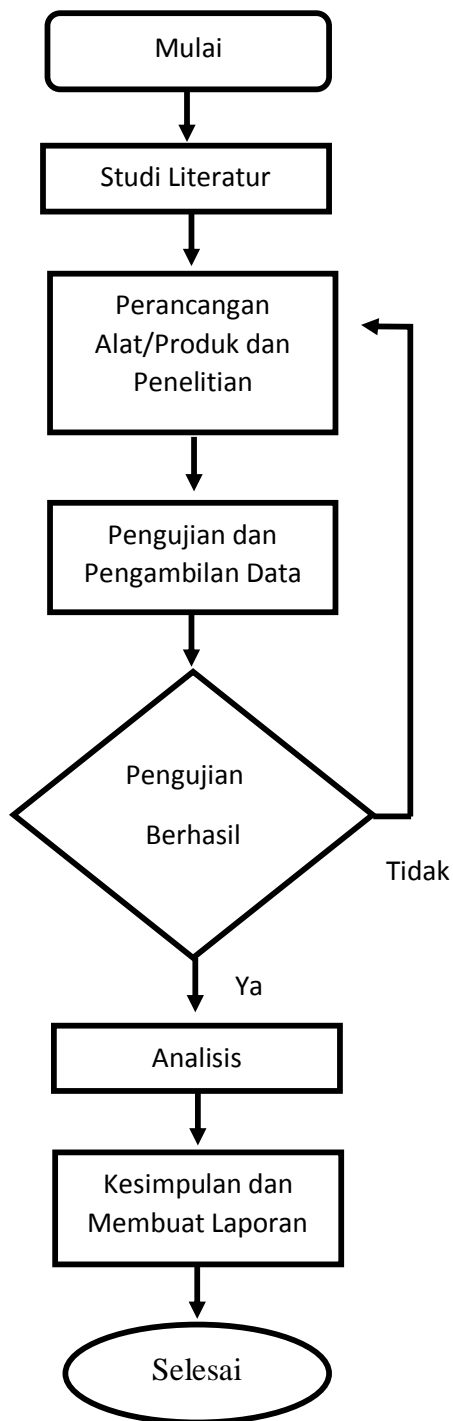 Mulai
Studi Literatur
Perancangan
Alat/Produk dan
Penelitian
Pengujian dan
Pengambilan Data
Pengujian
Berhasil
Tidak
Ya
Analisis
Kesimpulan dan
Membuat Laporan
Selesai